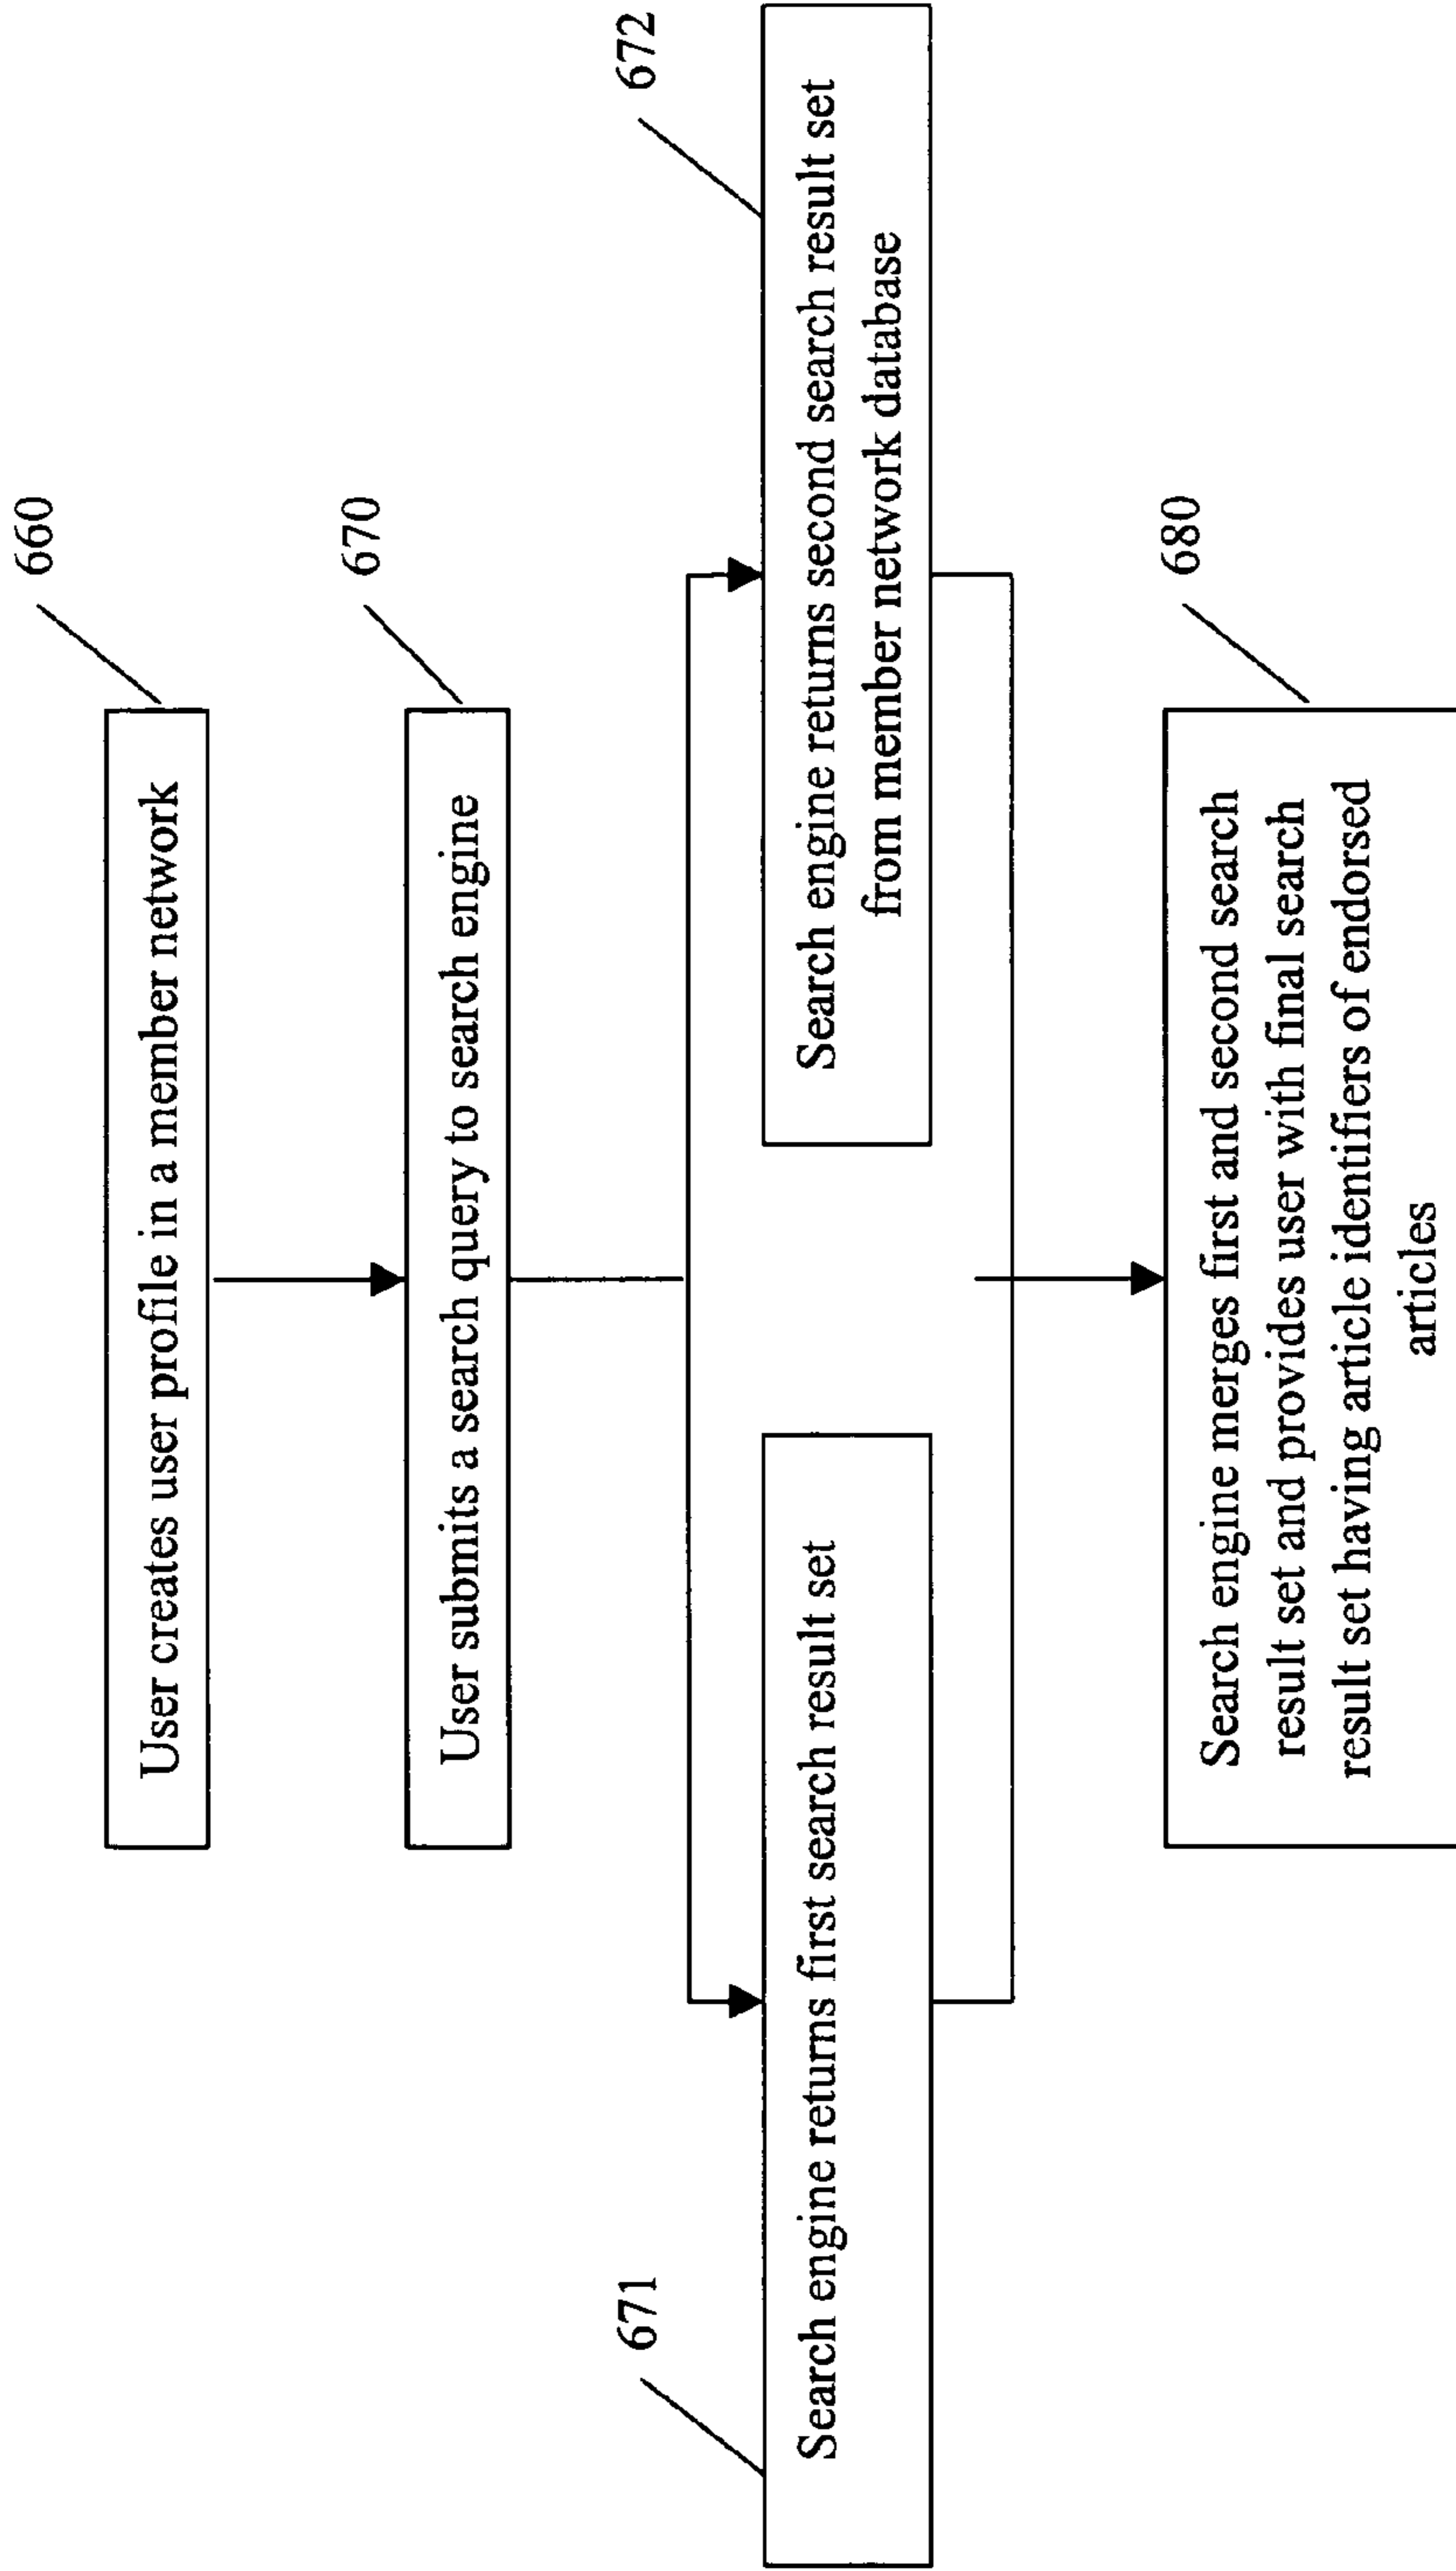 660
User creates user profile in a member network
670
User submits a search query to search engine
671
Search engine returns first search result set
672
Search engine returns second search result set
from member network database
680
Search engine merges first and second search
result set and provides user with final search
result set having article identifiers of endorsed
articles